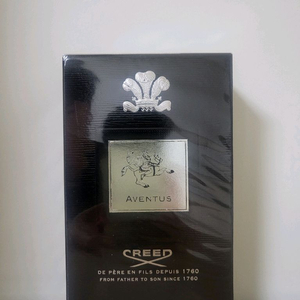 AVENTUS
CREED
DE PÈRE EN FILS DEPUIS 1760
FROM FATHER TO SON SINCE 1760